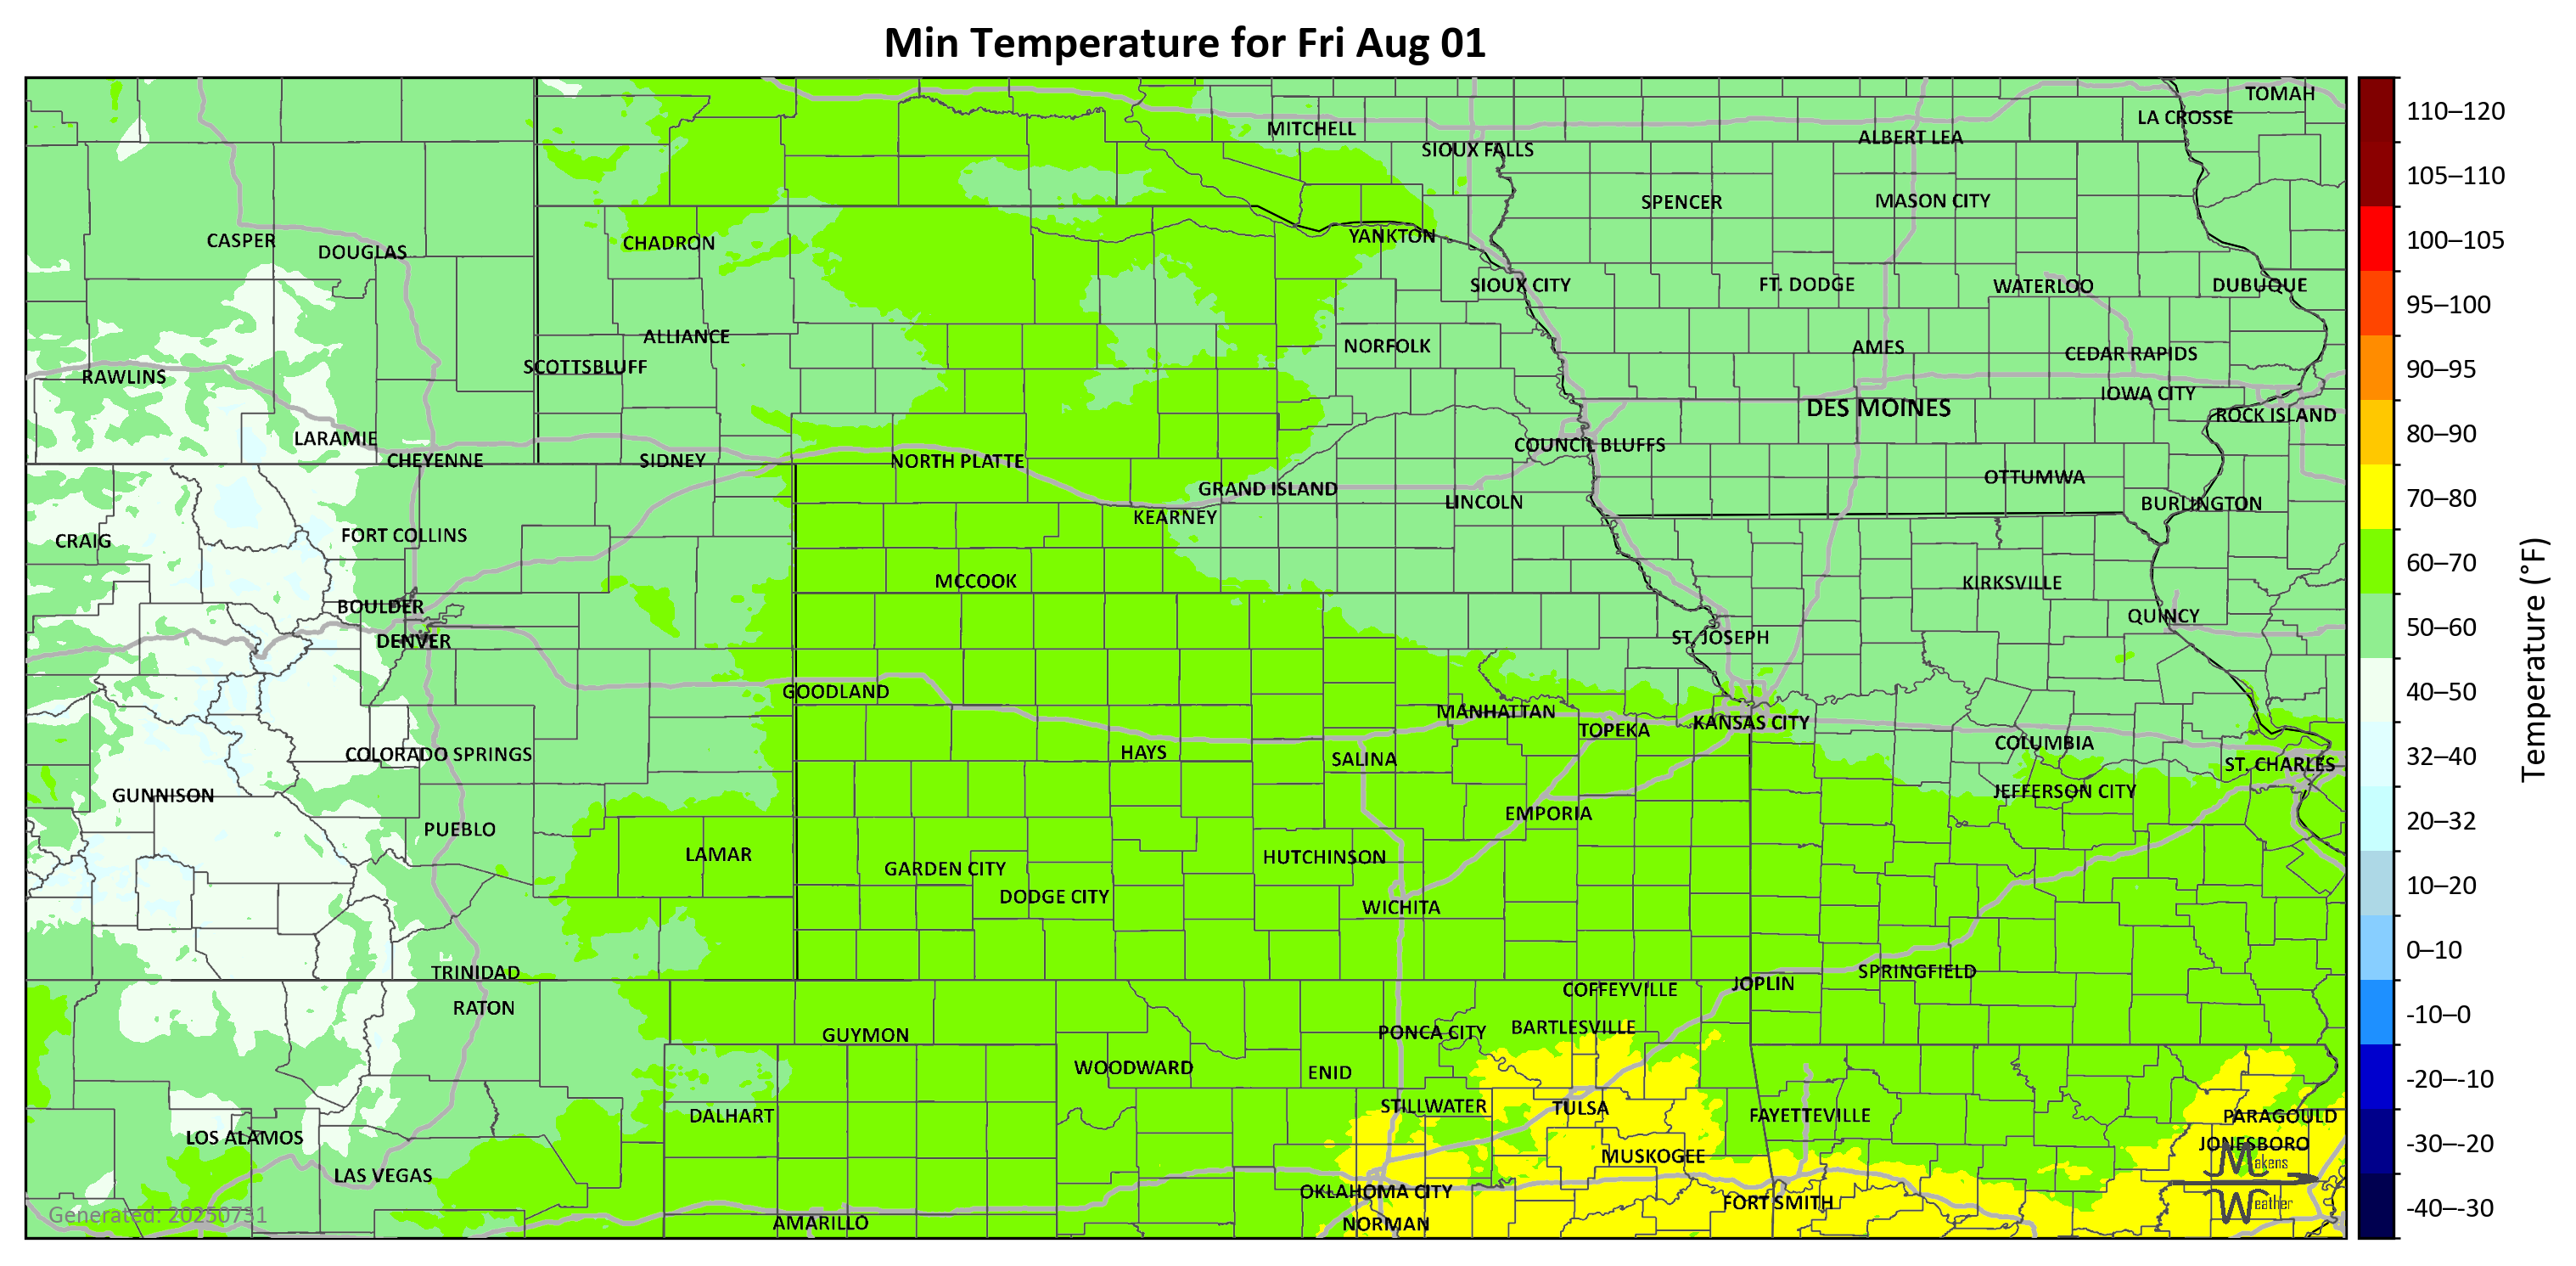 Min Temperature for Fri Aug 01
TOMAH
LA CROSSE
MITCHELL
ALBERT LEA
SIOUX FALLS
SPENCER
MASON CITY
CASPER
DOUGLAS
CHADRON
YANKTON
SIOUX CITY
FT. DODGE
WATERLOO
DUBUQUE
ALLIANCE
NORFOLK
AMES
CEDAR RAPIDS
SCOTTSBLUFF
RAWLINS
IOWA CITY
DES MOINES
ROCK ISLAND
LARAMIE
COUNCIL BLUFFS
CHEYENNE
SIDNEY
NORTH PLATTE
OTTUMWA
GRAND ISLAND
LINCOLN
BURLINGTON
KEARNEY
CRAIG
FORT COLLINS
MCCOOK
KIRKSVILLE
BOULDER
QUINCY
DENVER
ST. JOSEPH
GOODLAND
MANHATTAN
TOPEKA
KANSAS CITY
COLUMBIA
COLORADO SPRINGS
HAYS
SALINA
ST. CHARLES
GUNNISON
JEFFERSON CITY
EMPORIA
PUEBLO
LAMAR
HUTCHINSON
GARDEN CITY
DODGE CITY
WICHITA
TRINIDAD
SPRINGFIELD
JOPLIN
COFFEYVILLE
RATON
GUYMON
PONCA CITY
BARTLESVILLE
WOODWARD
ENID
STILLWATER
TULSA
DALHART
FAYETTEVILLE
PARAGOULD
LOS ALAMOS
JONESBORO
MUSKOGEE
LAS VEGAS
OKLAHOMA CITY
FORT SMITH
AMARILLO
NORMAN
Makens
Weather
Generated: 20250731
110–120
105–110
100–105
95–100
90–95
80–90
70–80
60–70
50–60
40–50
32–40
20–32
10–20
0–10
-10–0
-20–-10
-30–-20
-40–-30
Temperature (°F)